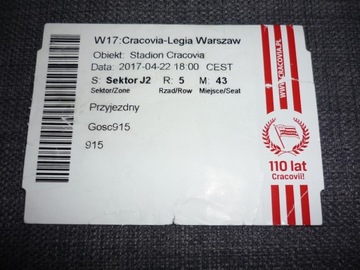 W17:Cracovia-Legia Warszaw
Obiekt: Stadion Cracovia
Data: 2017-04-22 18:00 CEST
S: Sektor J2 R: 5 M: 43
Sektor/Zone Rzad/Row Miejsce/Seat
Przyjezdny
Gosc915
915
WWW.CRACOVIA.PL
110 lat
Cracovii!